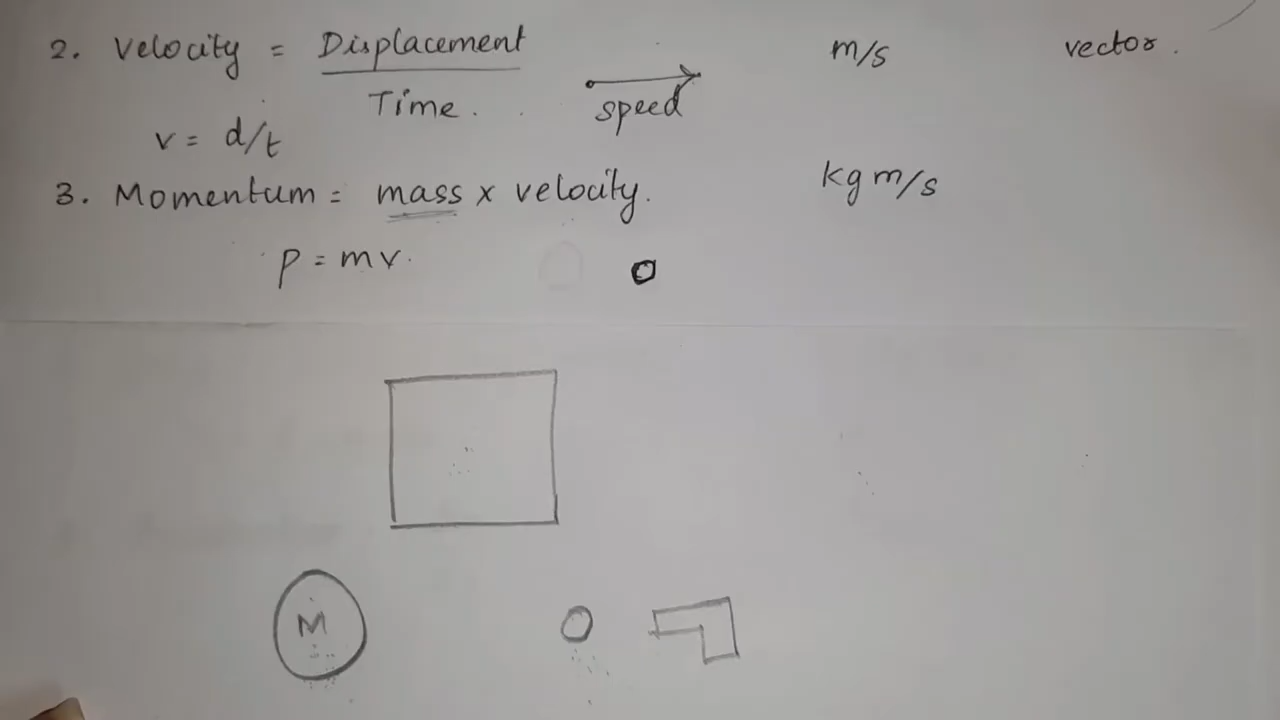 2. Velocity = Displacement / Time. m/s vector.
speed
v = d/t
3. Momentum = mass x velocity. kg m/s
p = mv.
M